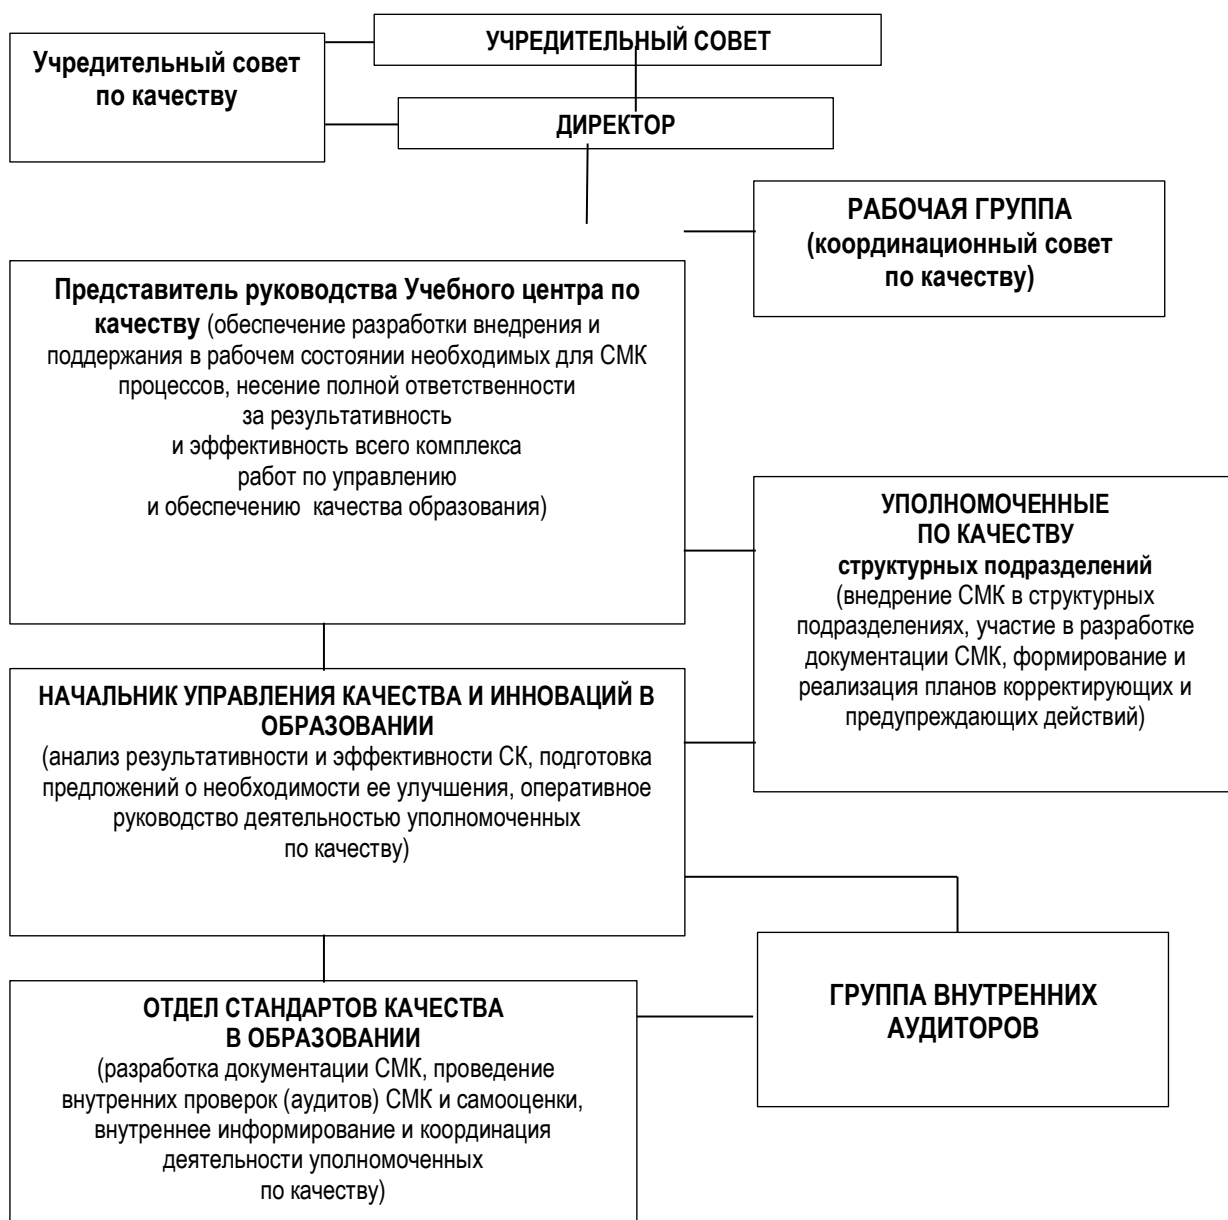 УЧРЕДИТЕЛЬНЫЙ СОВЕТ
Учредительный совет
по качеству
ДИРЕКТОР
РАБОЧАЯ ГРУППА
(координационный совет
по качеству)
Представитель руководства Учебного центра по
качеству (обеспечение разработки внедрения и
поддержания в рабочем состоянии необходимых для СМК
процессов, несение полной ответственности
за результативность
и эффективность всего комплекса
работ по управлению
и обеспечению качества образования)
УПОЛНОМОЧЕННЫЕ
ПО КАЧЕСТВУ
структурных подразделений
(внедрение СМК в структурных
подразделениях, участие в разработке
документации СМК, формирование и
реализация планов корректирующих и
предупреждающих действий)
НАЧАЛЬНИК УПРАВЛЕНИЯ КАЧЕСТВА И ИННОВАЦИЙ В
ОБРАЗОВАНИИ
(анализ результативности и эффективности СК, подготовка
предложений о необходимости ее улучшения, оперативное
руководство деятельностью уполномоченных
по качеству)
ГРУППА ВНУТРЕННИХ
АУДИТОРОВ
ОТДЕЛ СТАНДАРТОВ КАЧЕСТВА
В ОБРАЗОВАНИИ
(разработка документации СМК, проведение
внутренних проверок (аудитов) СМК и самооценки,
внутреннее информирование и координация
деятельности уполномоченных
по качеству)